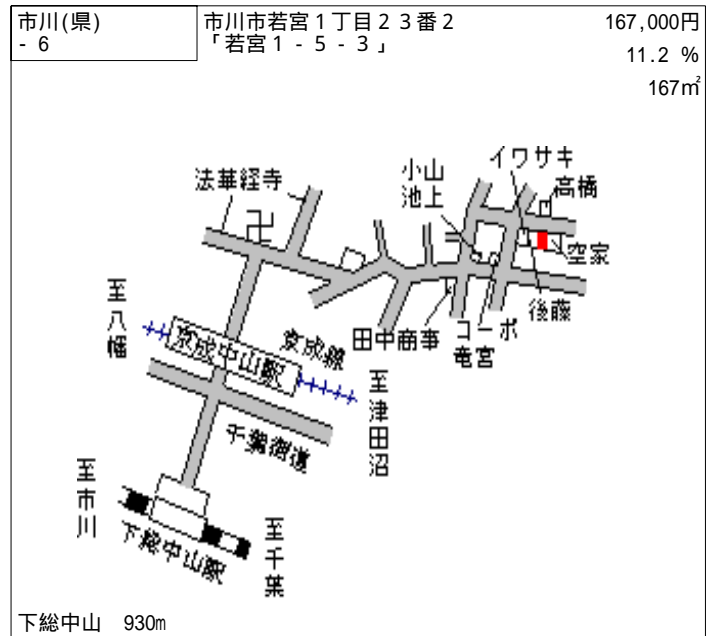 市川(県)
- 6
市川市若宮1丁目23番2
「若宮1-5-3」
167,000円
11.2 %
167㎡
イワサキ
小山
池上
高橋
法華経寺
空家
後藤
至八幡
田中商事
コーポ
竜宮
京成線
京成中山駅
至津田沼
千葉街道
至市川
下総中山駅
至千葉
下総中山 930m